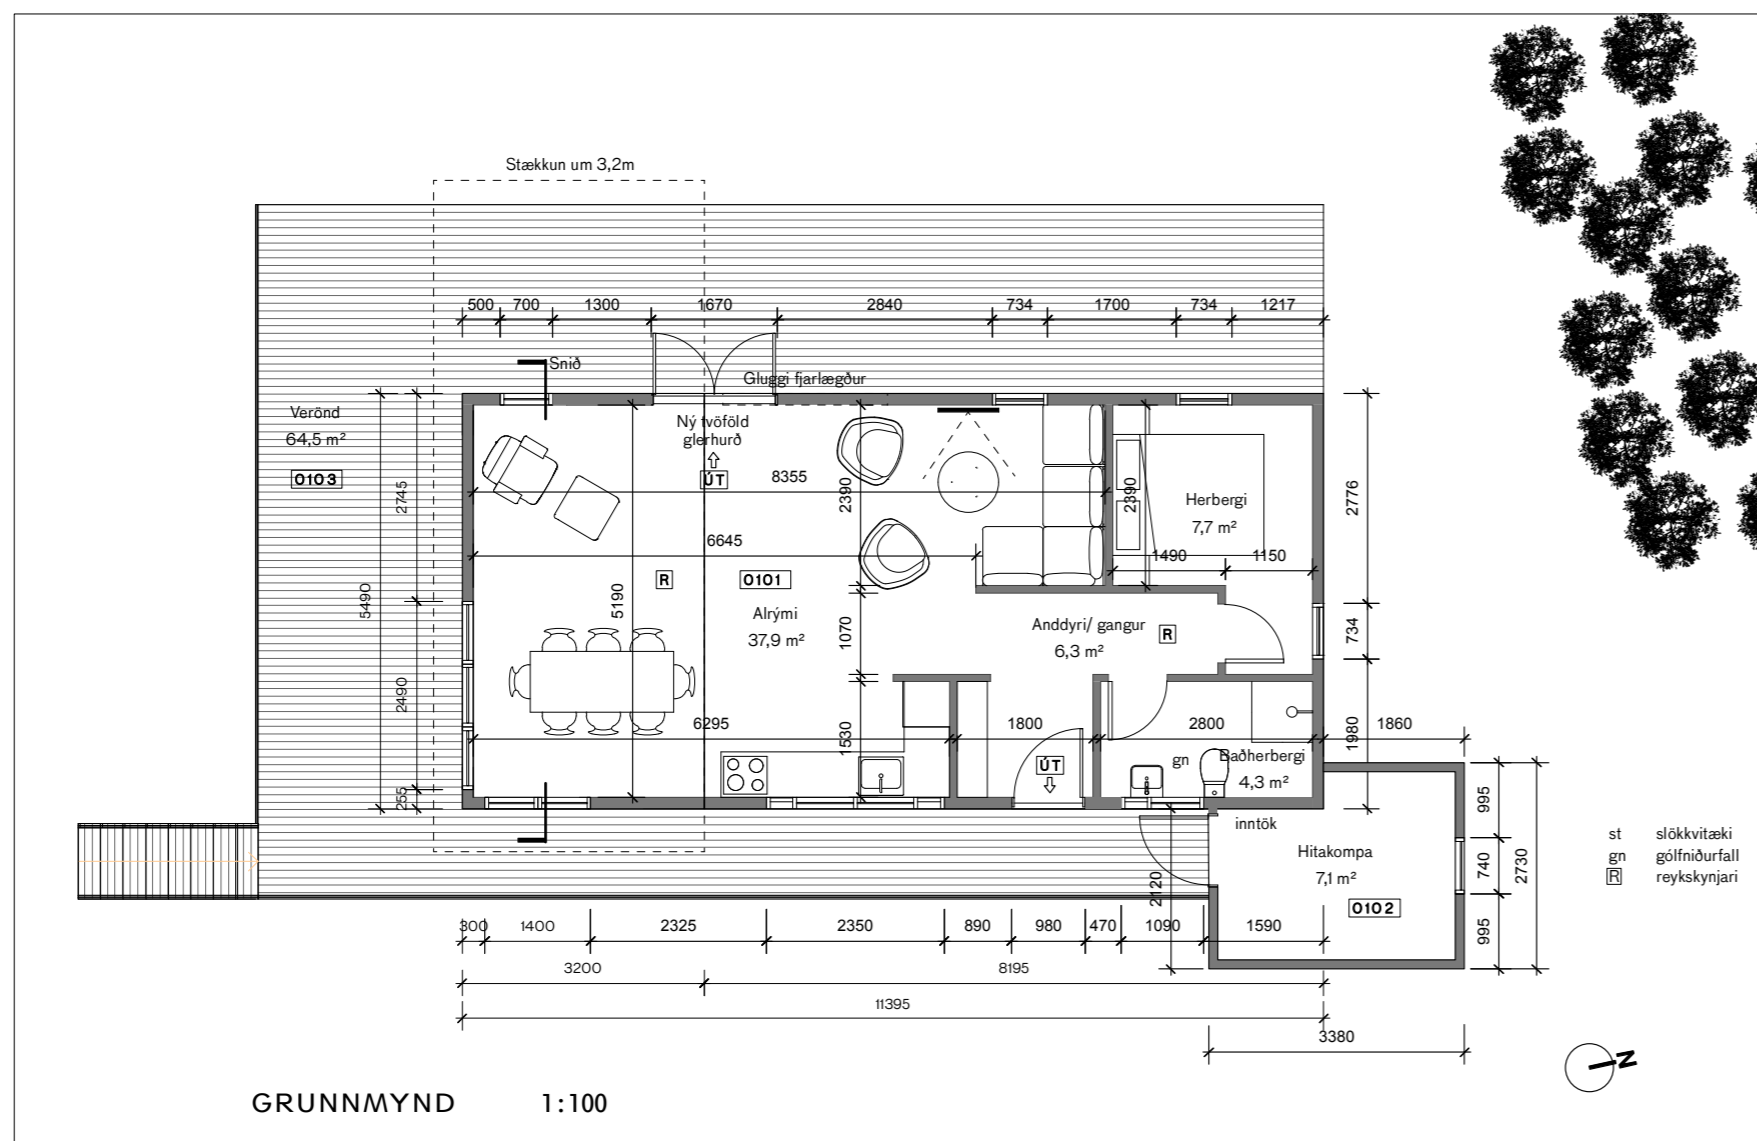 Stækkun um 3,2m
500 700 1300 1670 2840 734 1700 734 1217
Snið
Gluggi fjarlægður
Verönd
64,5 m²
0103
Ný tvöföld
glerhurð
ÚT
8355
2390
2390
Herbergi
7,7 m²
2776
2745
6645
1490 1150
R
0101
5490
5190
Alrými
37,9 m²
1070
Anddyri/ gangur
6,3 m²
R
734
2490
6295
1530
1800
2800
1980
1860
gn
Baðherbergi
4,3 m²
ÚT
255
inntök
995
Hitakompa
7,1 m²
740
2730
0102
2120
995
st slökkvitæki
gn gólfniðurfall
R reykskynjari
300 1400 2325 2350 890 980 470 1090 1590
3200 8195
11395
3380
N
GRUNNMYND 1:100